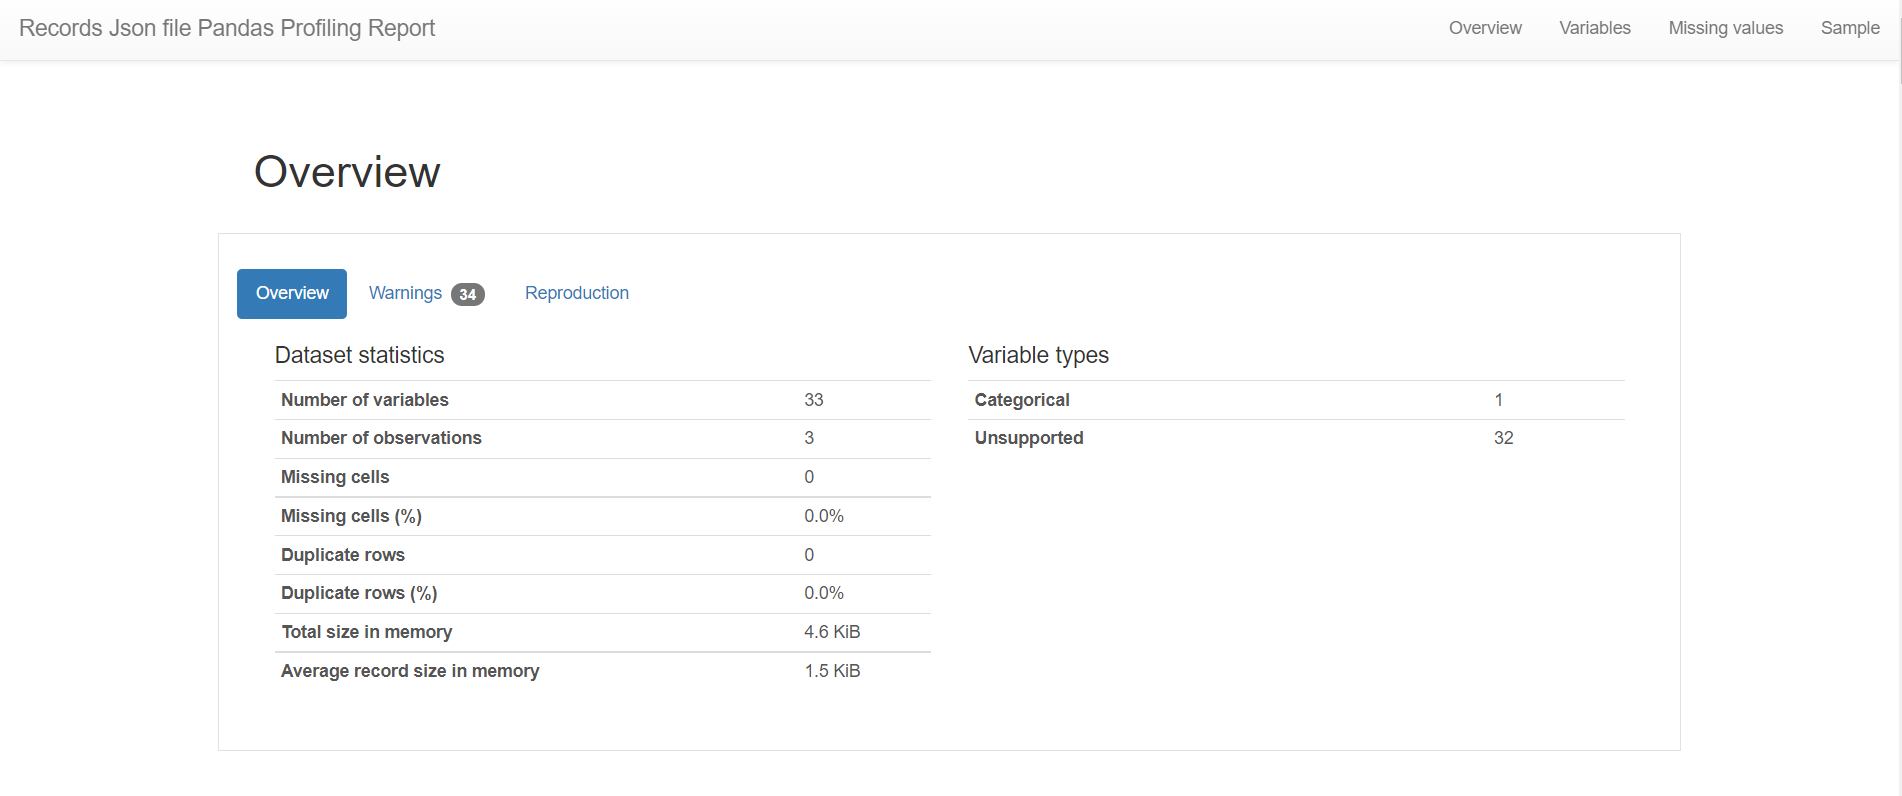 Records Json file Pandas Profiling Report
Overview Variables Missing values Sample
Overview
Overview Warnings 34 Reproduction
Dataset statistics
Number of variables 33
Number of observations 3
Missing cells 0
Missing cells (%) 0.0%
Duplicate rows 0
Duplicate rows (%) 0.0%
Total size in memory 4.6 KiB
Average record size in memory 1.5 KiB
Variable types
Categorical 1
Unsupported 32